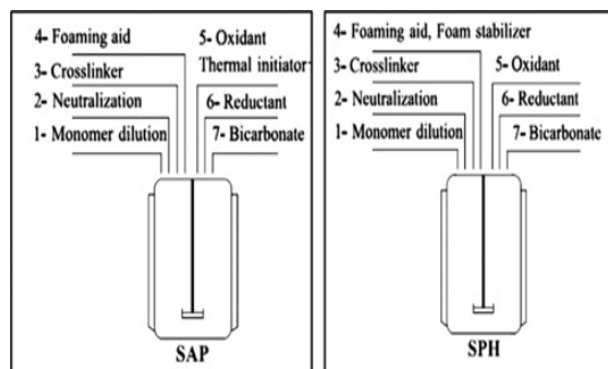 4- Foaming aid
5- Oxidant
Thermal initiator
3- Crosslinker
2- Neutralization
6- Reductant
1- Monomer dilution
7- Bicarbonate
SAP
4- Foaming aid, Foam stabilizer
5- Oxidant
3- Crosslinker
2- Neutralization
6- Reductant
1- Monomer dilution
7- Bicarbonate
SPH